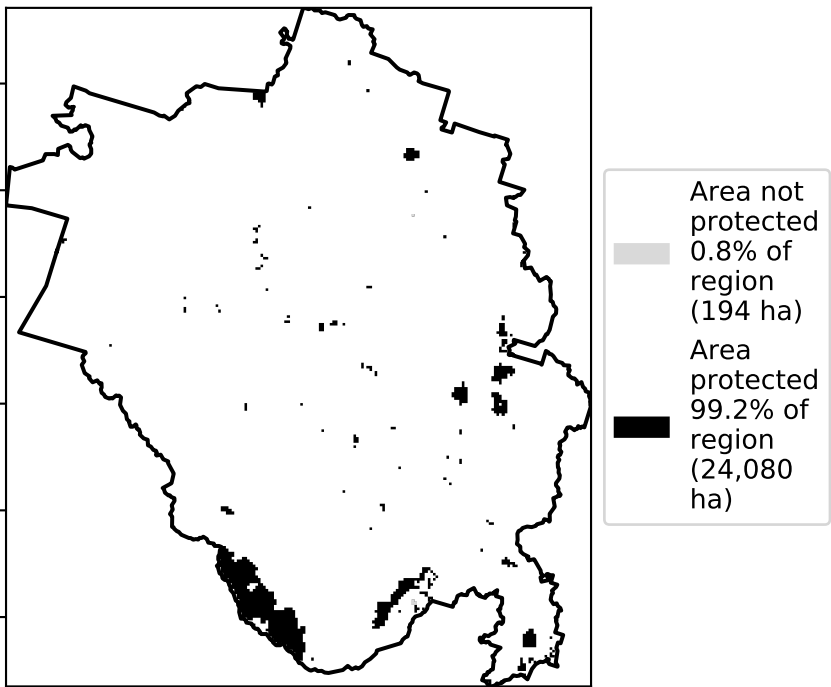 Area not
protected
0.8% of
region
(194 ha)
Area
protected
99.2% of
region
(24,080
ha)